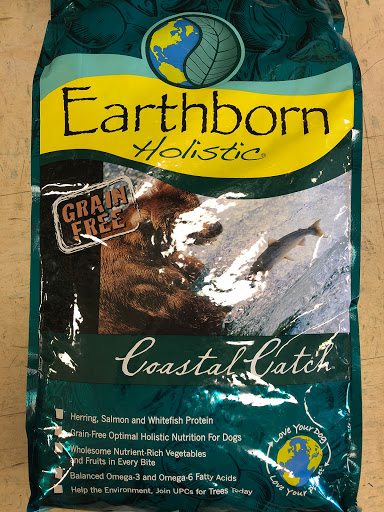 Earthborn
Holistic®
GRAIN
FREE
Coastal Catch
Herring, Salmon and Whitefish Protein
Grain-Free Optimal Holistic Nutrition For Dogs
Wholesome Nutrient-Rich Vegetables
and Fruits in Every Bite
Balanced Omega-3 and Omega-6 Fatty Acids
Help the Environment, Join UPCs for Trees Today
Love Your Dog
Love Your